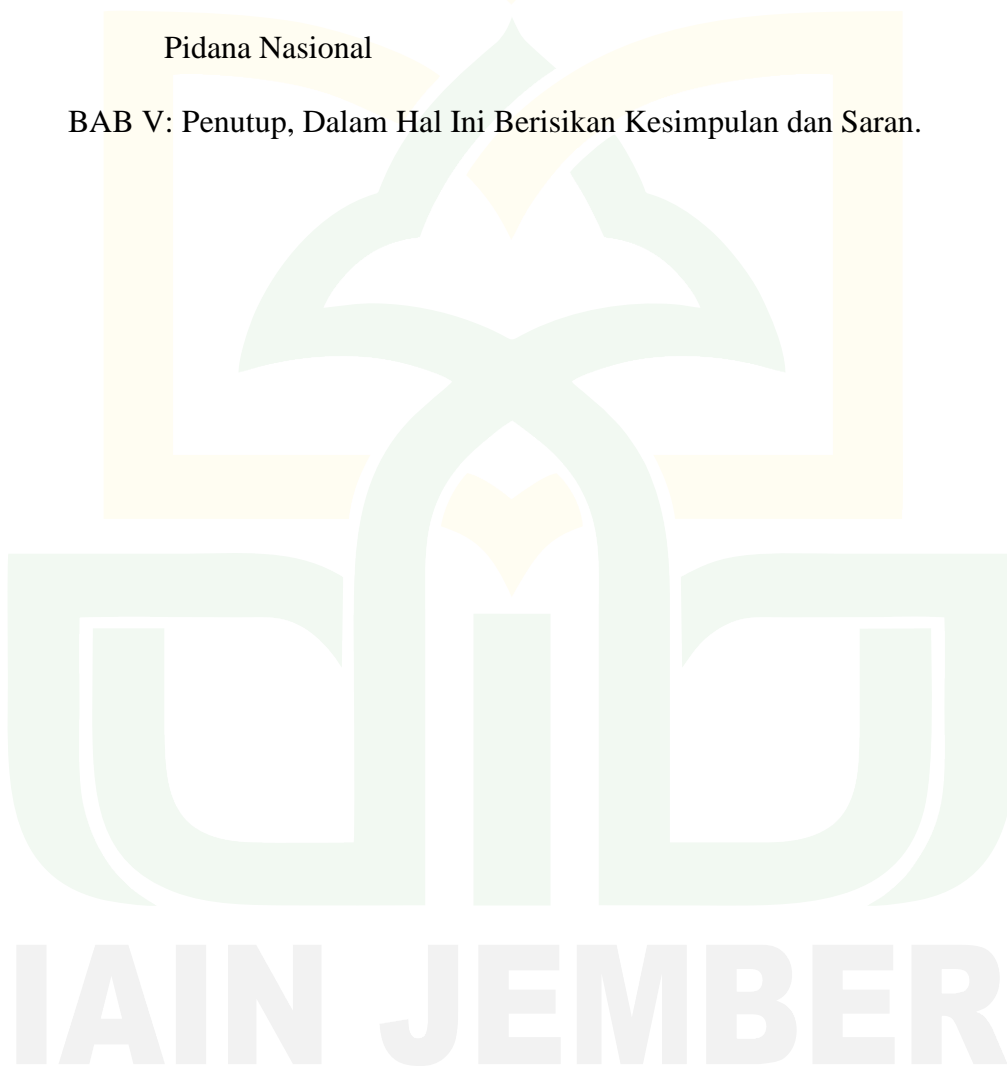 Pidana Nasional
BAB V: Penutup, Dalam Hal Ini Berisikan Kesimpulan dan Saran.
IAIN JEMBER